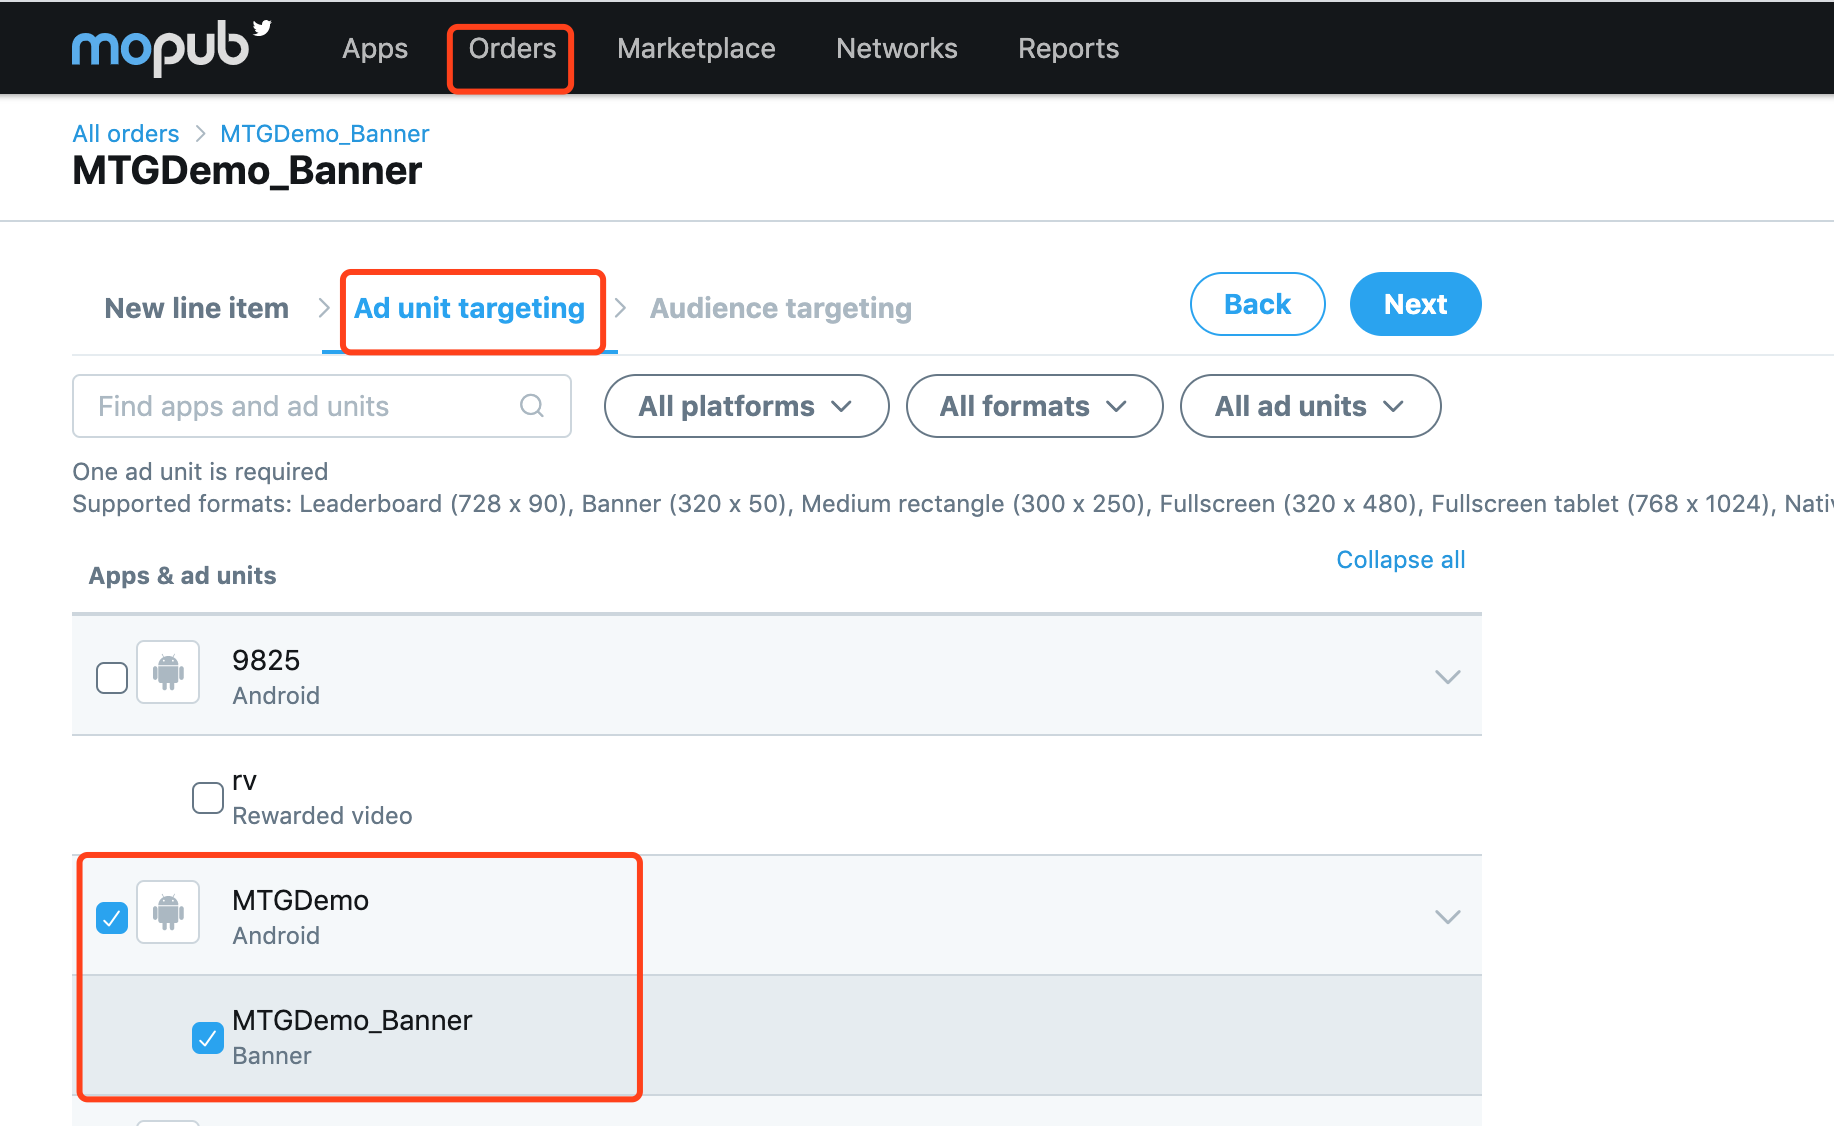 mopub Apps Orders Marketplace Networks Reports
All orders > MTGDemo_Banner
MTGDemo_Banner
New line item > Ad unit targeting > Audience targeting Back Next
Find apps and ad units All platforms All formats All ad units
One ad unit is required
Supported formats: Leaderboard (728 x 90), Banner (320 x 50), Medium rectangle (300 x 250), Fullscreen (320 x 480), Fullscreen tablet (768 x 1024),
Collapse all
Apps & ad units
9825
Android
rv
Rewarded video
MTGDemo
Android
MTGDemo_Banner
Banner